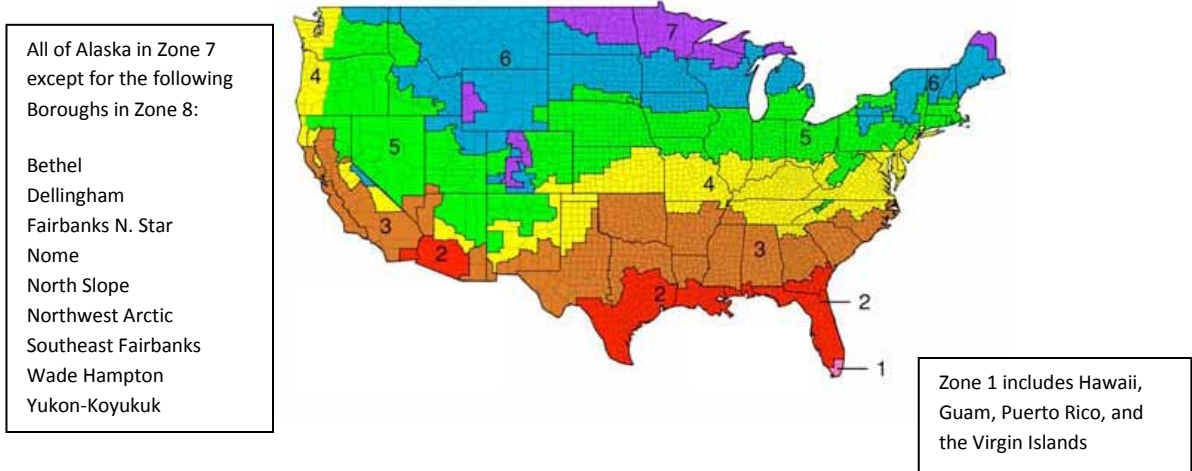 All of Alaska in Zone 7
except for the following
Boroughs in Zone 8:
Bethel
Dellingham
Fairbanks N. Star
Nome
North Slope
Northwest Arctic
Southeast Fairbanks
Wade Hampton
Yukon-Koyukuk
7
6
6
4
5
5
4
3
3
2
2
2
1
Zone 1 includes Hawaii,
Guam, Puerto Rico, and
the Virgin Islands